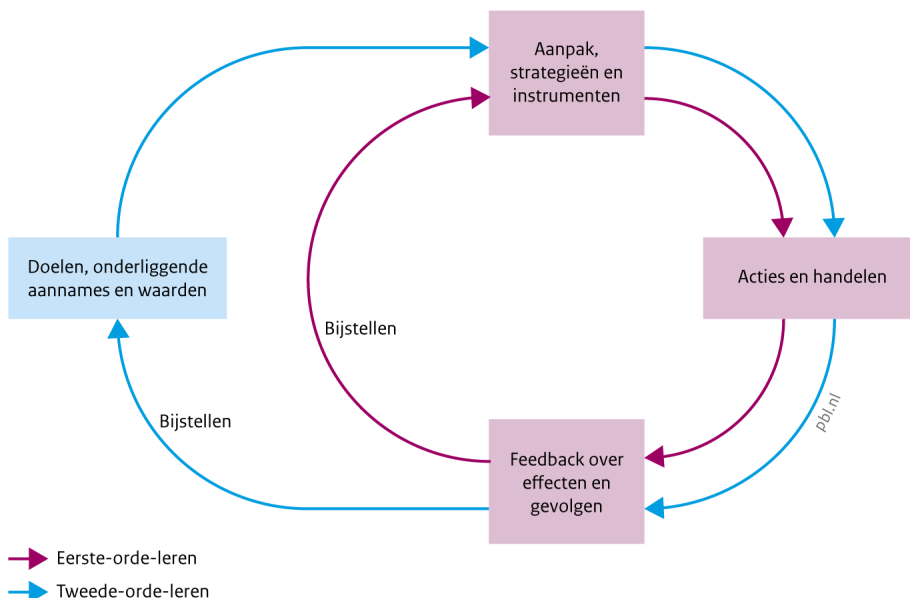 Aanpak,
strategieën en
instrumenten
Doelen, onderliggende
aannames en waarden
Acties en handelen
Bijstellen
Bijstellen
pbl.nl
Feedback over
effecten en
gevolgen
Eerste-orde-leren
Tweede-orde-leren